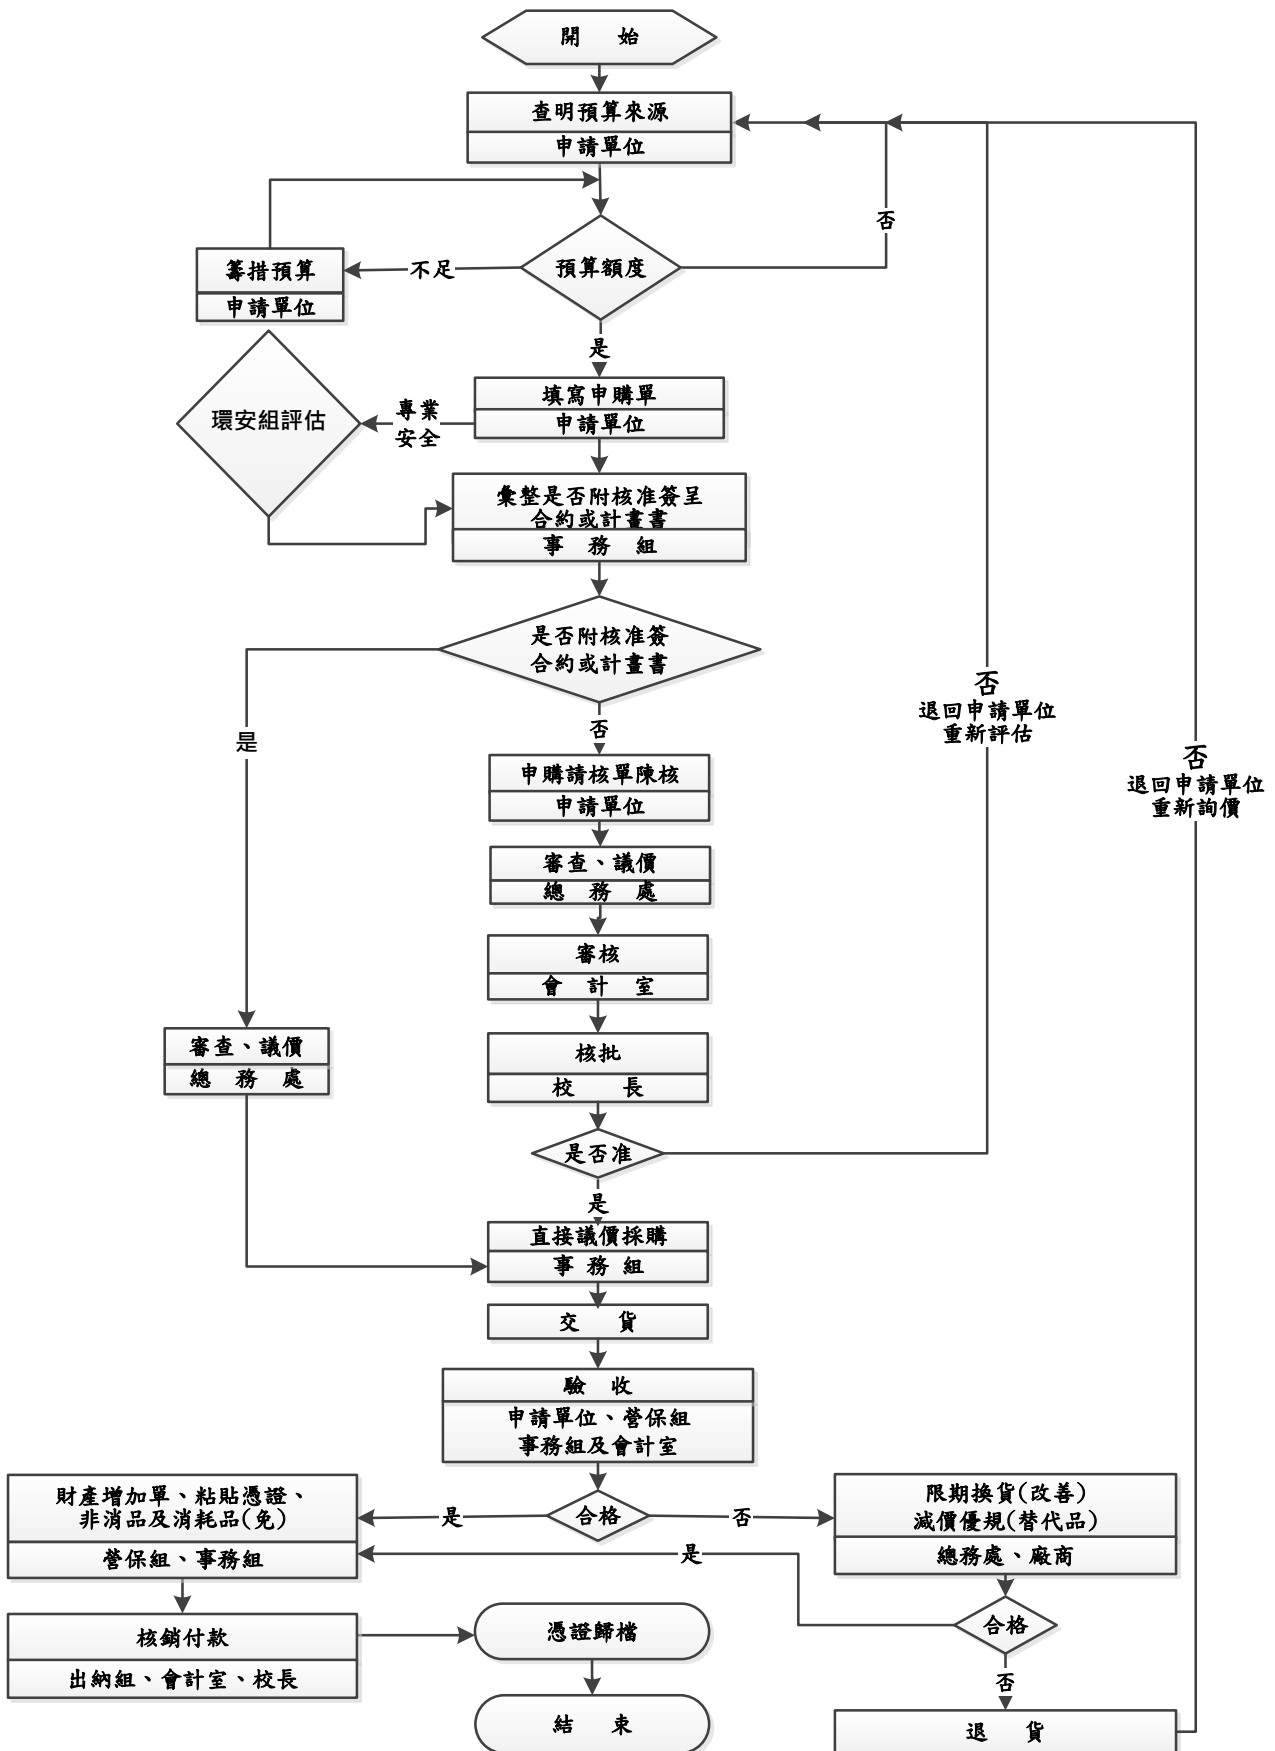 開 始
查明預算來源
申請單位
否
預算額度
不足
籌措預算
申請單位
是
填寫申購單
申請單位
專業
安全
環安組評估
彙整是否附核准簽呈
合約或計畫書
事 務 組
是否附核准簽
合約或計畫書
否
退回申請單位
重新評估
否
是
否
退回申請單位
重新詢價
申購請核單陳核
申請單位
審查、議價
總 務 處
審核
會 計 室
審查、議價
總 務 處
核批
校 長
是否准
是
直接議價採購
事 務 組
交 貨
驗 收
申請單位、營保組
事務組及會計室
財產增加單、粘貼憑證、
非消品及消耗品(免)
營保組、事務組
是
合格
否
限期換貨(改善)
減價優規(替代品)
總務處、廠商
是
合格
核銷付款
出納組、會計室、校長
憑證歸檔
否
結 束
退 貨